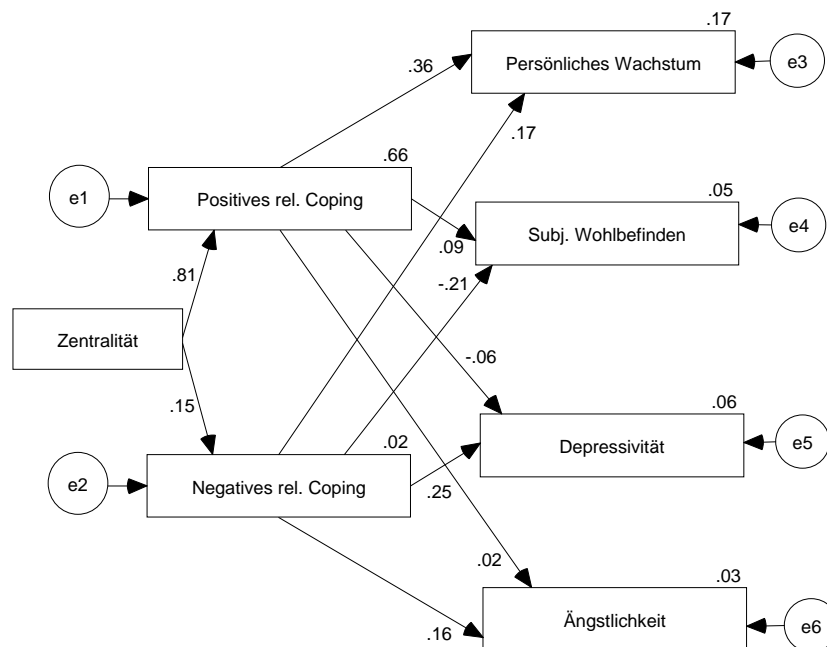 .17
e3
Persönliches Wachstum
.36
.17
.66
e1
Positives rel. Coping
.05
e4
Subj. Wohlbefinden
.09
.81
-.21
Zentralität
-.06
.15
.06
.02
e5
Depressivität
e2
Negatives rel. Coping
.25
.02
.03
Ängstlichkeit
e6
.16